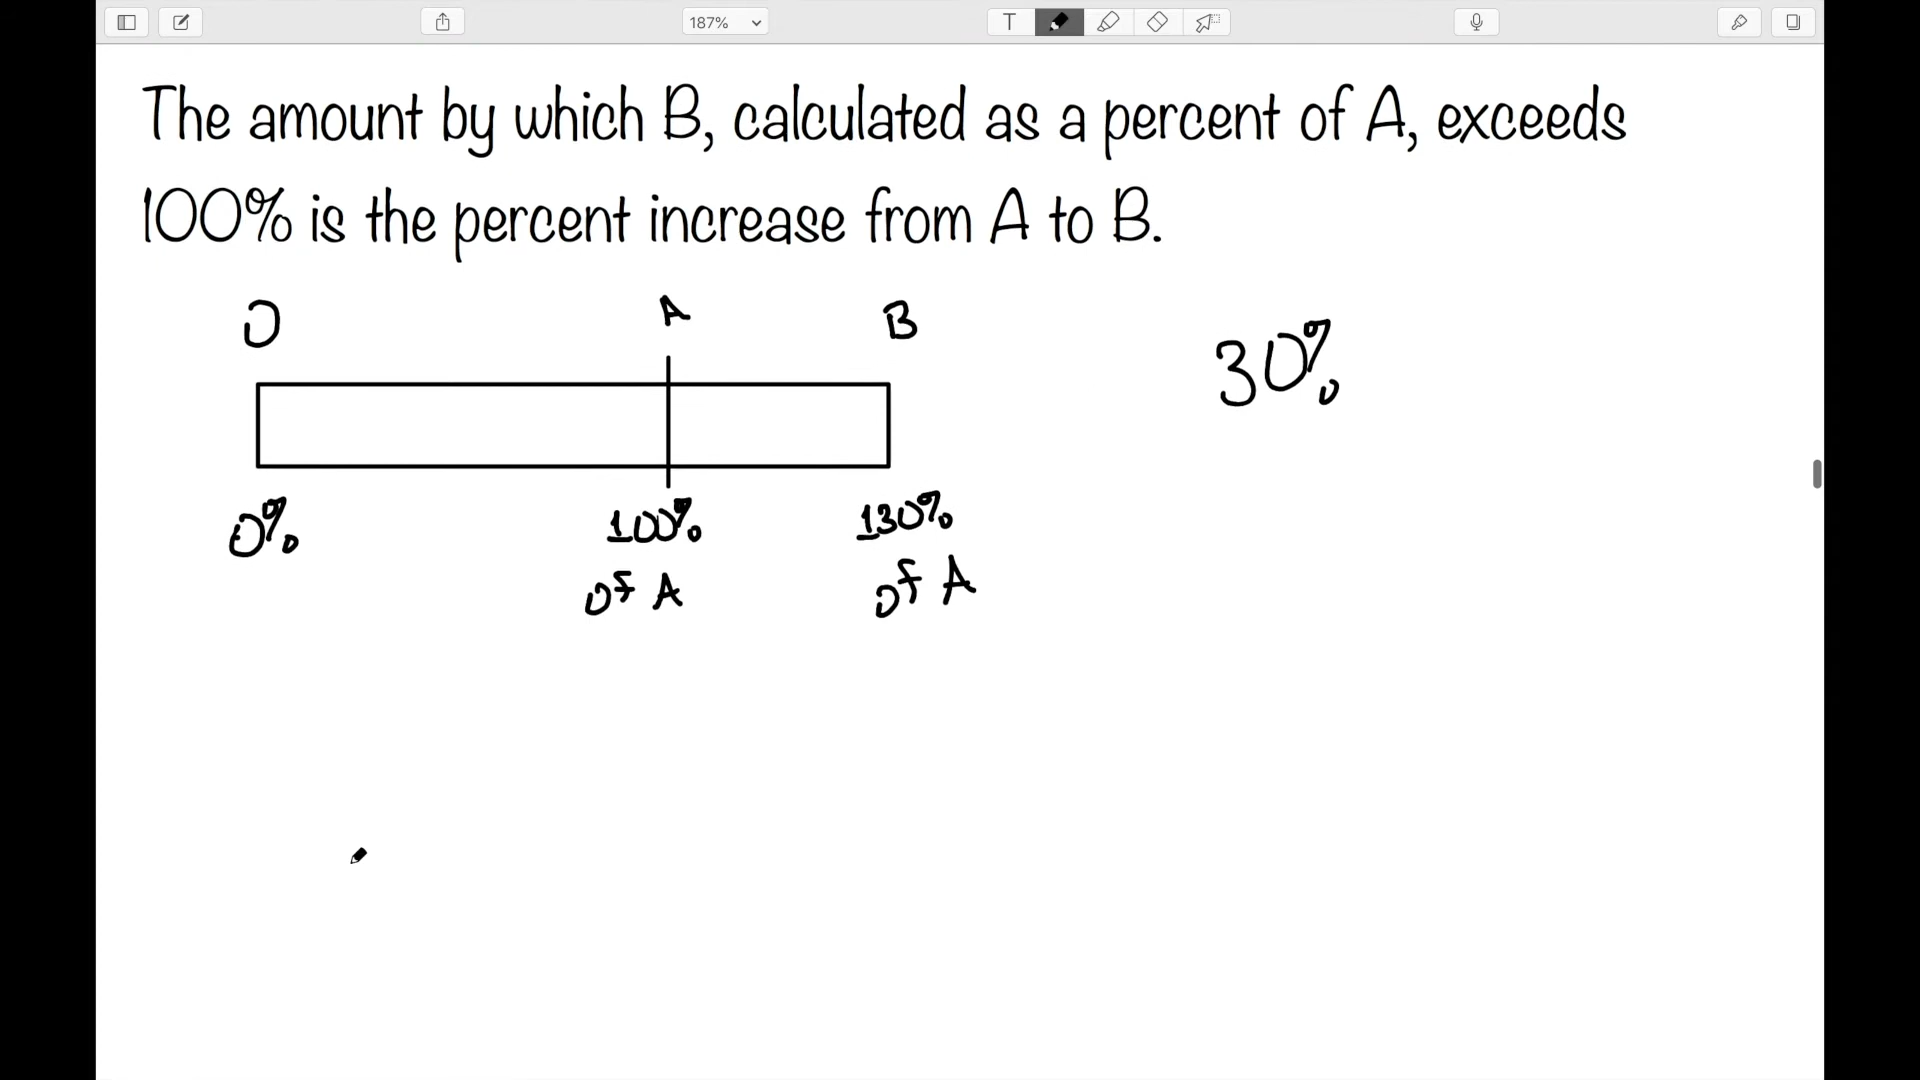 187%
T
The amount by which B, calculated as a percent of A, exceeds
100% is the percent increase from A to B.
0 A B
30%
0% 100% 130%
of A of A